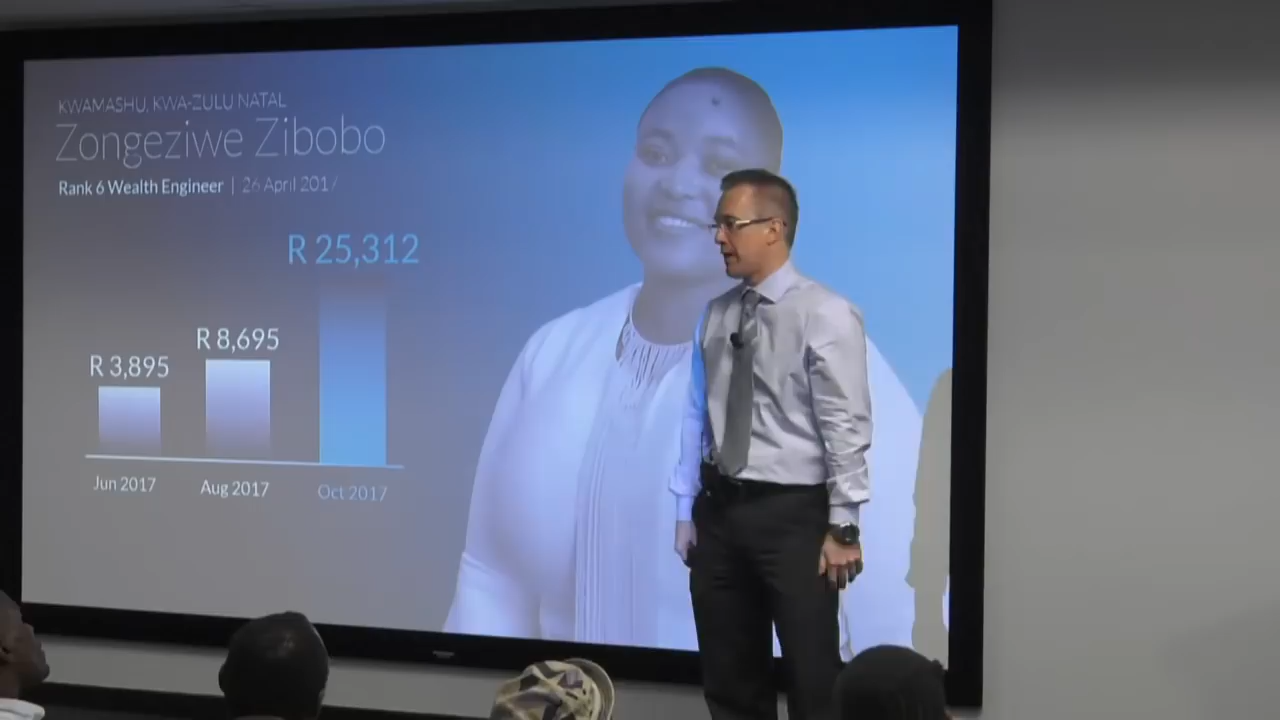 KWAMASHU, KWA-ZULU NATAL
Zongeziwe Zibobo
Rank 6 Wealth Engineer | 26 April 2017
R 25,312
R 8,695
R 3,895
Jun 2017
Aug 2017
Oct 2017